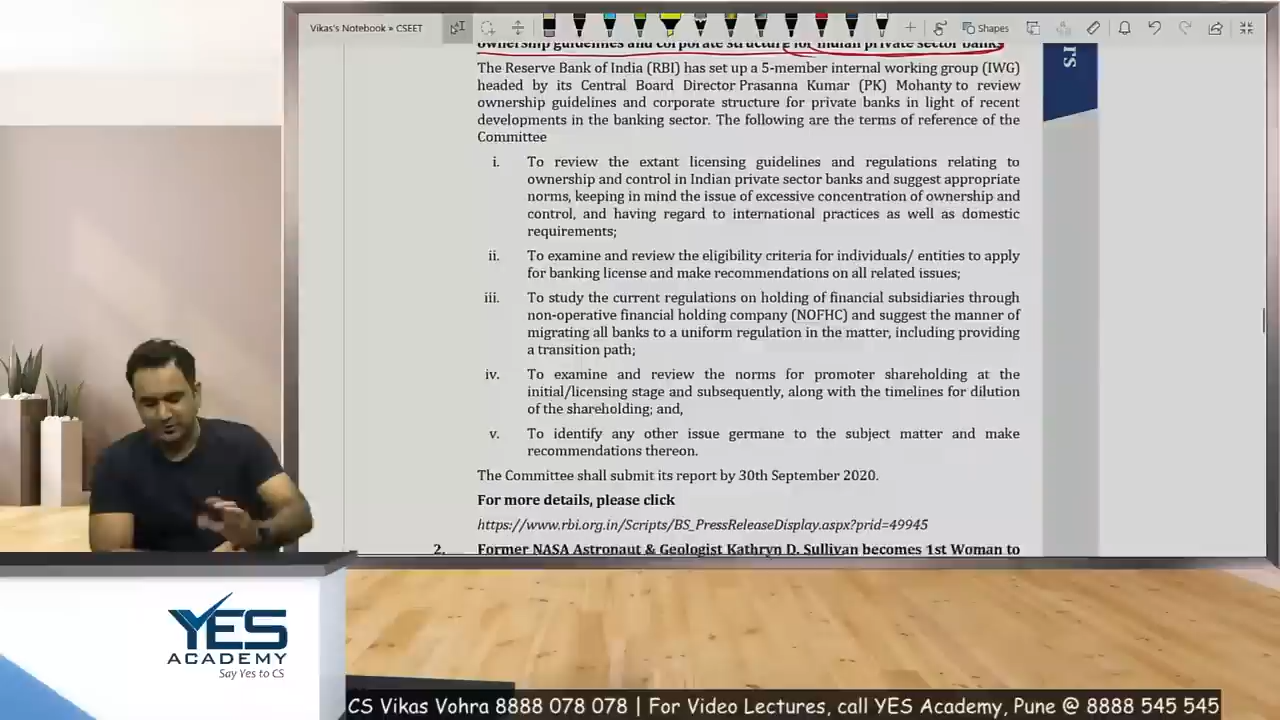 Vikas's Notebook » CSEET
Shapes
ownership guidelines and corporate structure for Indian private sector banks
The Reserve Bank of India (RBI) has set up a 5-member internal working group (IWG)
headed by its Central Board Director Prasanna Kumar (PK) Mohanty to review
ownership guidelines and corporate structure for private banks in light of recent
developments in the banking sector. The following are the terms of reference of the
Committee
i. To review the extant licensing guidelines and regulations relating to
ownership and control in Indian private sector banks and suggest appropriate
norms, keeping in mind the issue of excessive concentration of ownership and
control, and having regard to international practices as well as domestic
requirements;
ii. To examine and review the eligibility criteria for individuals/ entities to apply
for banking license and make recommendations on all related issues;
iii. To study the current regulations on holding of financial subsidiaries through
non-operative financial holding company (NOFHC) and suggest the manner of
migrating all banks to a uniform regulation in the matter, including providing
a transition path;
iv. To examine and review the norms for promoter shareholding at the
initial/licensing stage and subsequently, along with the timelines for dilution
of the shareholding; and,
v. To identify any other issue germane to the subject matter and make
recommendations thereon.
The Committee shall submit its report by 30th September 2020.
For more details, please click
https://www.rbi.org.in/Scripts/BS_PressReleaseDisplay.aspx?prid=49945
2. Former NASA Astronaut & Geologist Kathryn D. Sullivan becomes 1st Woman to
YES
ACADEMY
Say Yes to CS
CS Vikas Vohra 8888 078 078 | For Video Lectures, call YES Academy, Pune @ 8888 545 545